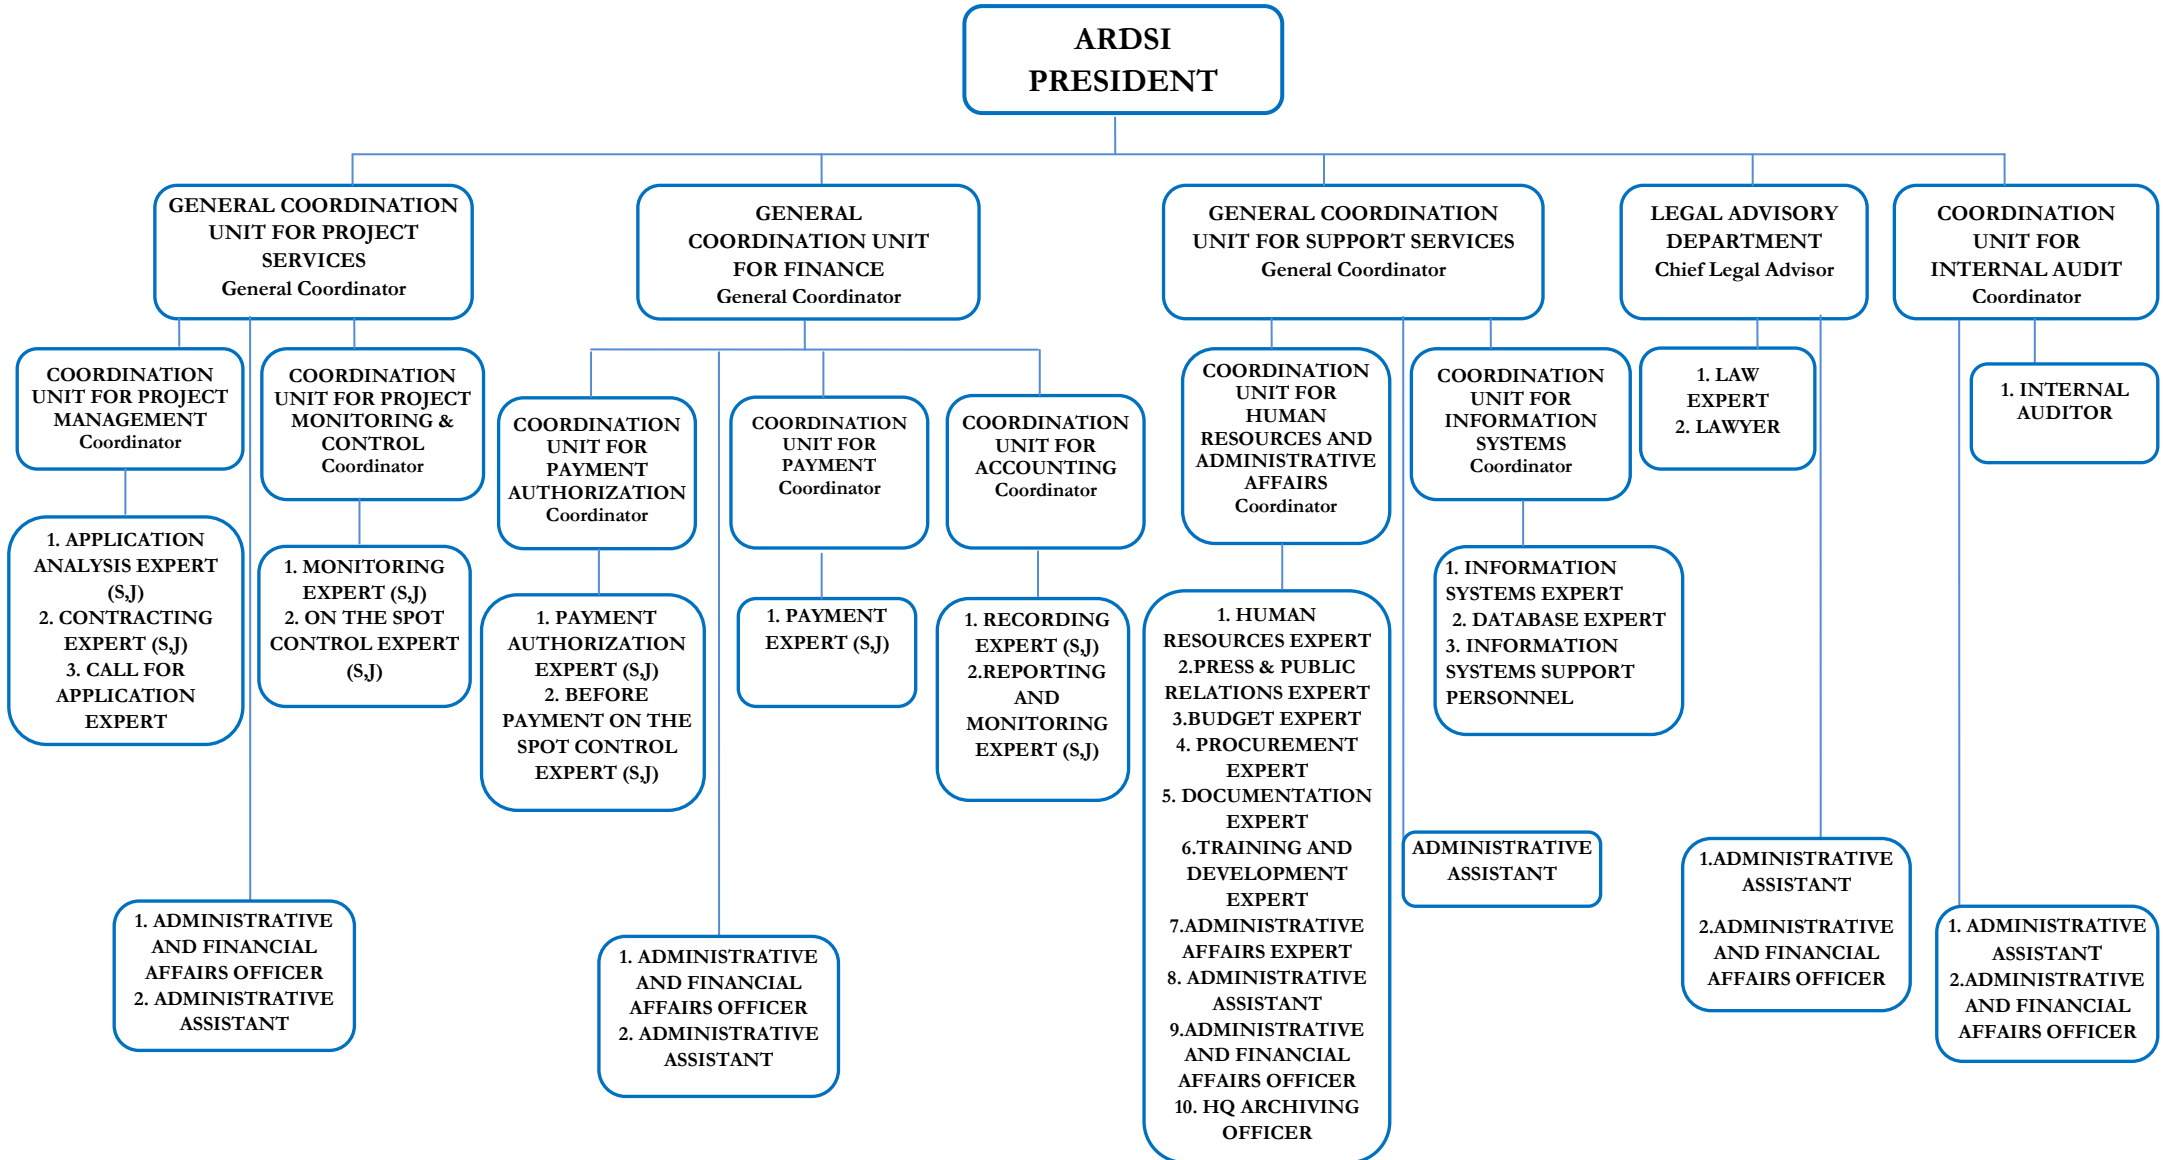 ARDSI
PRESIDENT
GENERAL COORDINATION
UNIT FOR PROJECT
SERVICES
General Coordinator
GENERAL
COORDINATION UNIT
FOR FINANCE
General Coordinator
GENERAL COORDINATION
UNIT FOR SUPPORT SERVICES
General Coordinator
LEGAL ADVISORY
DEPARTMENT
Chief Legal Advisor
COORDINATION
UNIT FOR
INTERNAL AUDIT
Coordinator
COORDINATION
UNIT FOR PROJECT
MANAGEMENT
Coordinator
COORDINATION
UNIT FOR PROJECT
MONITORING &
CONTROL
Coordinator
COORDINATION
UNIT FOR
PAYMENT
AUTHORIZATION
Coordinator
COORDINATION
UNIT FOR
PAYMENT
Coordinator
COORDINATION
UNIT FOR
ACCOUNTING
Coordinator
COORDINATION
UNIT FOR
HUMAN
RESOURCES AND
ADMINISTRATIVE
AFFAIRS
Coordinator
COORDINATION
UNIT FOR
INFORMATION
SYSTEMS
Coordinator
1. LAW
EXPERT
2. LAWYER
1. INTERNAL
AUDITOR
1. APPLICATION
ANALYSIS EXPERT
(S,J)
2. CONTRACTING
EXPERT (S,J)
3. CALL FOR
APPLICATION
EXPERT
1. MONITORING
EXPERT (S,J)
2. ON THE SPOT
CONTROL EXPERT
(S,J)
1. PAYMENT
AUTHORIZATION
EXPERT (S,J)
2. BEFORE
PAYMENT ON THE
SPOT CONTROL
EXPERT (S,J)
1. PAYMENT
EXPERT (S,J)
1. RECORDING
EXPERT (S,J)
2.REPORTING
AND
MONITORING
EXPERT (S,J)
1. HUMAN
RESOURCES EXPERT
2.PRESS & PUBLIC
RELATIONS EXPERT
3.BUDGET EXPERT
4. PROCUREMENT
EXPERT
5. DOCUMENTATION
EXPERT
6.TRAINING AND
DEVELOPMENT
EXPERT
7.ADMINISTRATIVE
AFFAIRS EXPERT
8. ADMINISTRATIVE
ASSISTANT
9.ADMINISTRATIVE
AND FINANCIAL
AFFAIRS OFFICER
10. HQ ARCHIVING
OFFICER
1. INFORMATION
SYSTEMS EXPERT
2. DATABASE EXPERT
3. INFORMATION
SYSTEMS SUPPORT
PERSONNEL
1. ADMINISTRATIVE
AND FINANCIAL
AFFAIRS OFFICER
2. ADMINISTRATIVE
ASSISTANT
1. ADMINISTRATIVE
AND FINANCIAL
AFFAIRS OFFICER
2. ADMINISTRATIVE
ASSISTANT
ADMINISTRATIVE
ASSISTANT
1.ADMINISTRATIVE
ASSISTANT
2.ADMINISTRATIVE
AND FINANCIAL
AFFAIRS OFFICER
1. ADMINISTRATIVE
ASSISTANT
2.ADMINISTRATIVE
AND FINANCIAL
AFFAIRS OFFICER